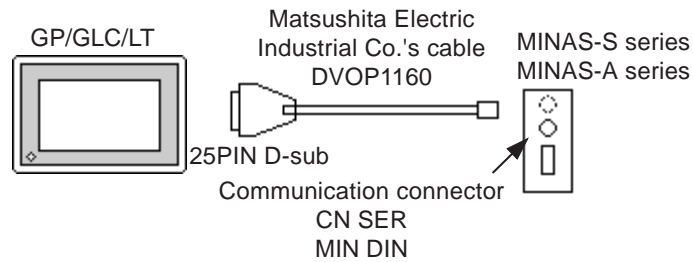 GP/GLC/LT
Matsushita Electric
Industrial Co.'s cable
DVOP1160
MINAS-S series
MINAS-A series
25PIN D-sub
Communication connector
CN SER
MIN DIN